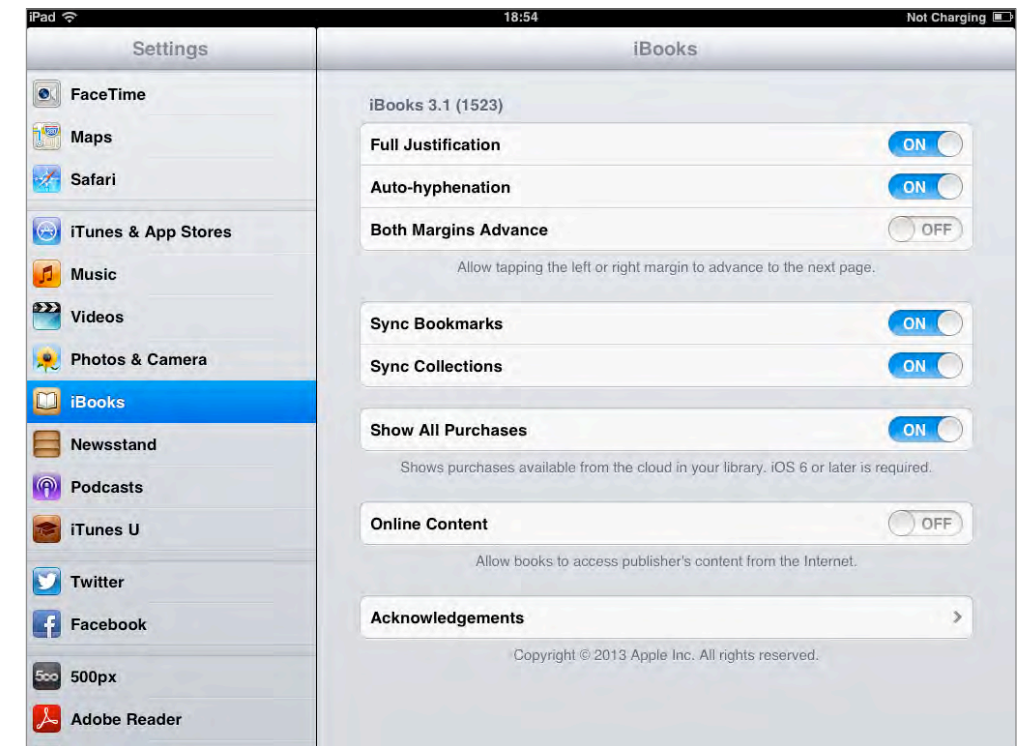 iPad 18:54 Not Charging
Settings
iBooks
FaceTime
Maps
Safari
iTunes & App Stores
Music
Videos
Photos & Camera
iBooks
Newsstand
Podcasts
iTunes U
Twitter
Facebook
500px
Adobe Reader
iBooks 3.1 (1523)
Full Justification ON
Auto-hyphenation ON
Both Margins Advance OFF
Allow tapping the left or right margin to advance to the next page.
Sync Bookmarks ON
Sync Collections ON
Show All Purchases ON
Shows purchases available from the cloud in your library. iOS 6 or later is required.
Online Content OFF
Allow books to access publisher's content from the Internet.
Acknowledgements
Copyright © 2013 Apple Inc. All rights reserved.